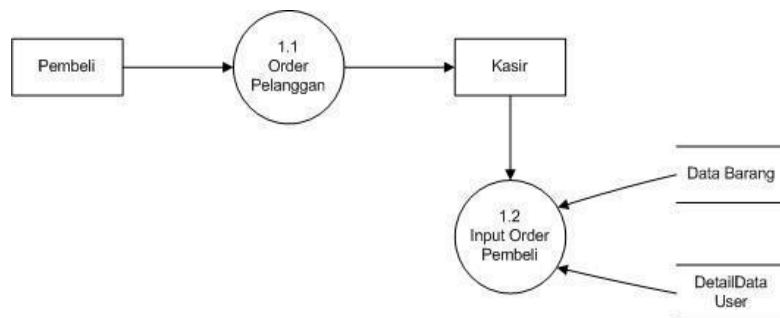 Pembeli
1.1
Order
Pelanggan
Kasir
Data Barang
1.2
Input Order
Pembeli
DetailData
User